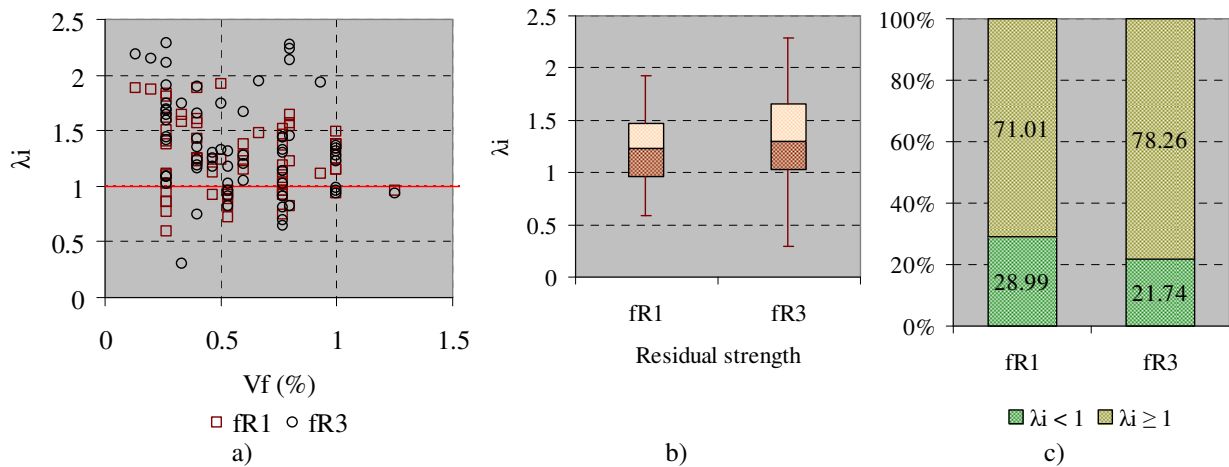 2.5
2
1.5
1
0.5
0
λi
0
0.5
1
1.5
Vf (%)
fR1 fR3
a)
2.5
2
1.5
1
0.5
0
λi
fR1
fR3
Residual strength
b)
100%
80%
60%
40%
20%
0%
71.01
78.26
28.99
21.74
fR1
fR3
λi < 1 λi ≥ 1
c)